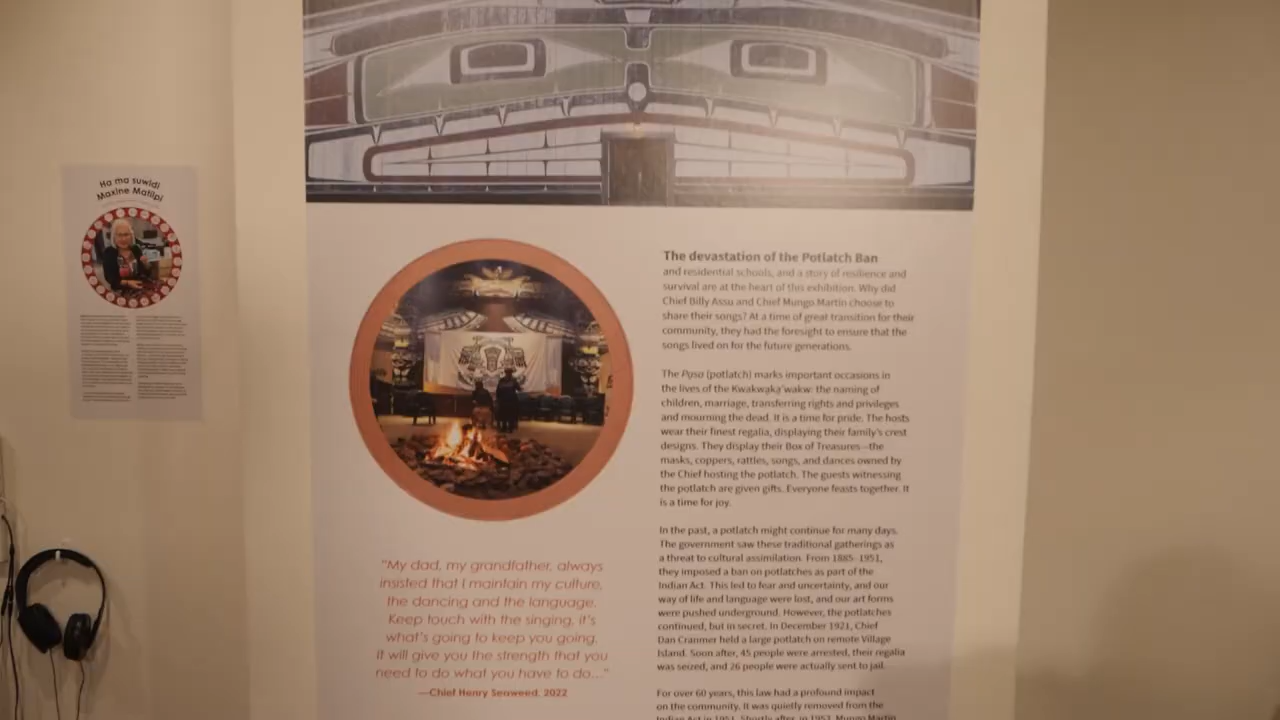 Ha ma suwidi
Maxine Matilpi
The devastation of the Potlatch Ban
and residential schools, and a story of resilience and
survival are at the heart of this exhibition. Why did
Chief Billy Assu and Chief Mungo Martin choose to
share their songs? At a time of great transition for their
community, they had the foresight to ensure that the
songs lived on for the future generations.
The Pa̱sa (potlatch) marks important occasions in
the lives of the Kwakwa̱ka̱'wakw: the naming of
children, marriage, transferring rights and privileges
and mourning the dead. It is a time for pride. The hosts
wear their finest regalia, displaying their family's crest
designs. They display their Box of Treasures—the
masks, coppers, rattles, songs, and dances owned by
the Chief hosting the potlatch. The guests witnessing
the potlatch are given gifts. Everyone feasts together. It
is a time for joy.
In the past, a potlatch might continue for many days.
The government saw these traditional gatherings as
a threat to cultural assimilation. From 1885- 1951,
they imposed a ban on potlatches as part of the
Indian Act. This led to fear and uncertainty, and our
way of life and language were lost, and our art forms
were pushed underground. However, the potlatches
continued, but in secret. In December 1921, Chief
Dan Cranmer held a large potlatch on remote Village
Island. Soon after, 45 people were arrested, their regalia
was seized, and 26 people were actually sent to jail.
For over 60 years, this law had a profound impact
on the community. It was quietly removed from the
Indian Act in 1951. Shortly after, in 1953, Mungo Martin
"My dad, my grandfather, always
insisted that I maintain my culture,
the dancing and the language.
Keep touch with the singing, it's
what's going to keep you going.
It will give you the strength that you
need to do what you have to do..."
—Chief Henry Seaweed, 2022